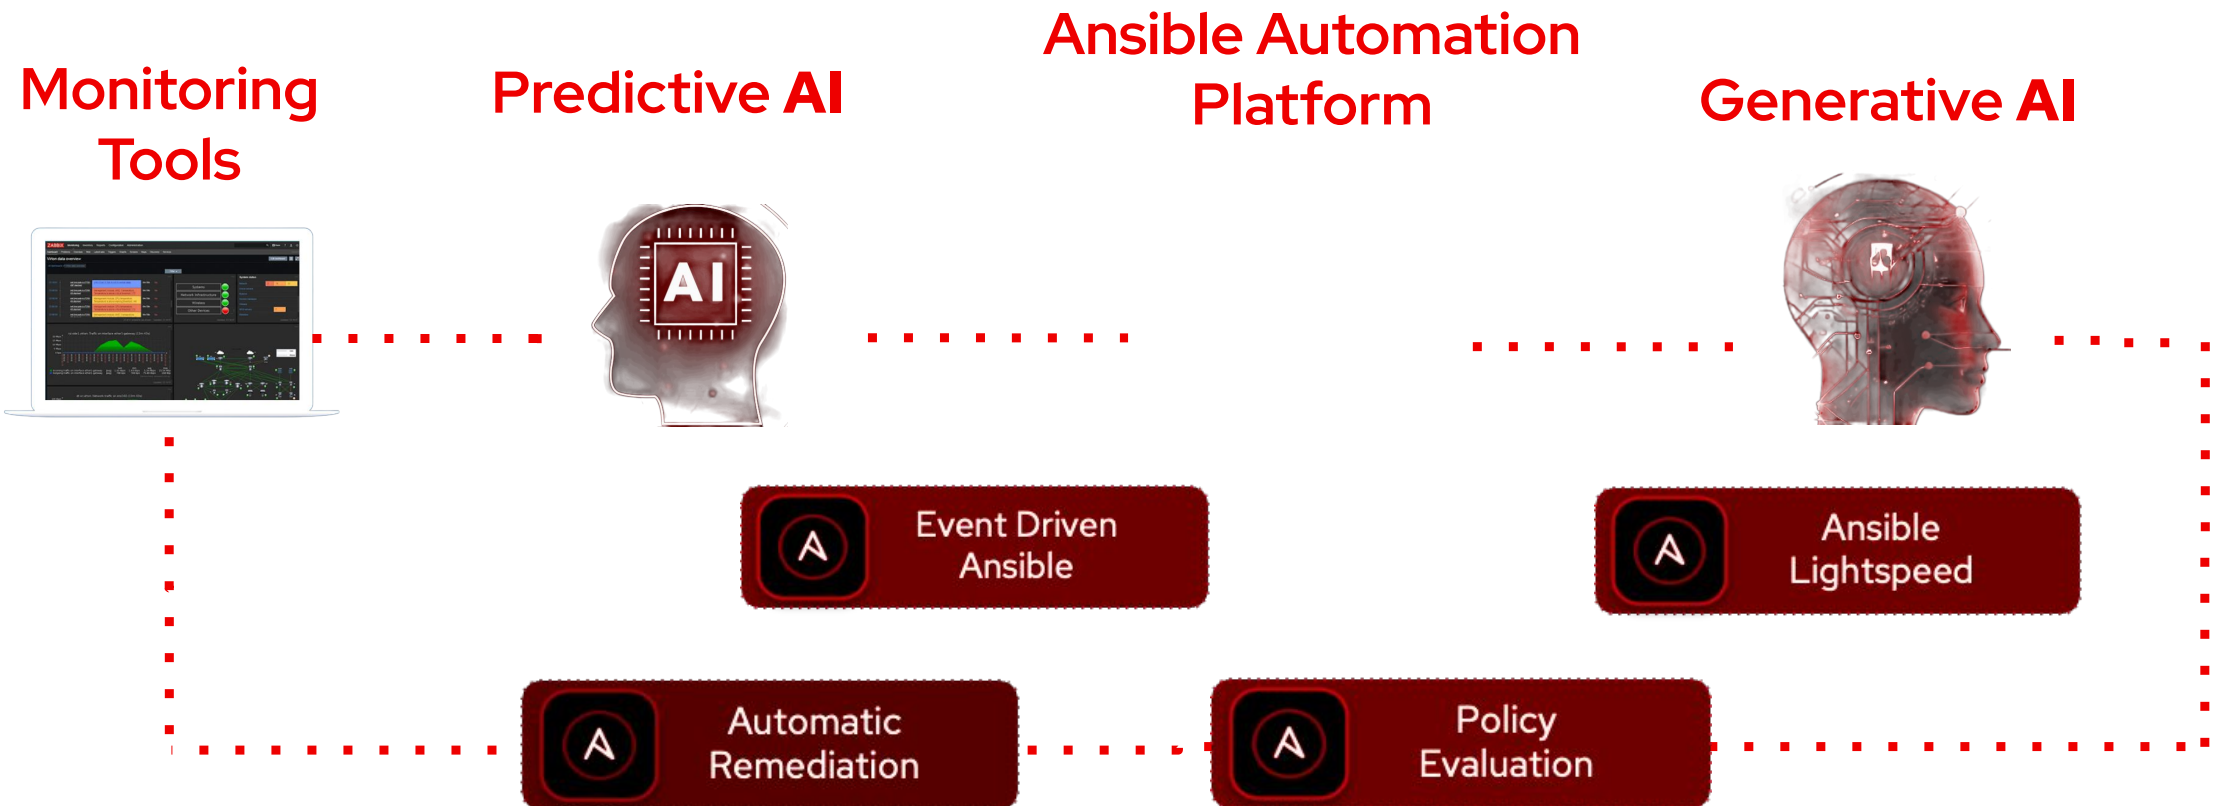 Monitoring
Tools
Predictive AI
Ansible Automation
Platform
Generative AI
ZABBIX
AI
Event Driven
Ansible
Ansible
Lightspeed
Automatic
Remediation
Policy
Evaluation